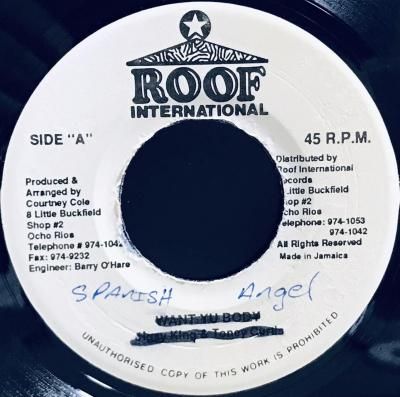 ROOF
INTERNATIONAL
SIDE "A"
45 R.P.M.
Produced &
Arranged by
Courtney Cole
8 Little Buckfield
Shop #2
Ocho Rios
Telephone # 974-1042
Fax: 974-9232
Engineer: Barry O'Hare
Distributed by
Roof International
Records
Little Buckfield
Shop #2
Ocho Rios
Telephone: 974-1053
974-1042
All Rights Reserved
Made in Jamaica
SPANISH Angel
WANT YU BODY
King & Toney Curtis
UNAUTHORISED COPY OF THIS WORK IS PROHIBITED